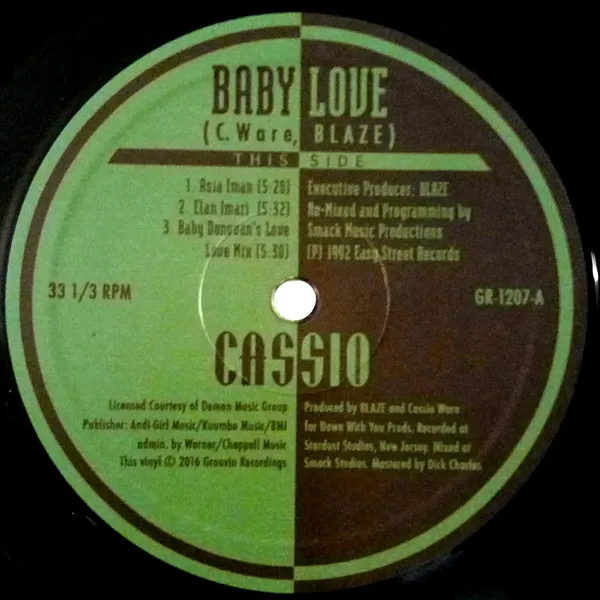 BABY LOVE
(C. Ware, BLAZE)
THIS SIDE
1. Asia Iman (5:20)
2. Elan Imari (5:32)
3. Baby Donovan's Love
Love Mix (5:30)
Executive Producer: BLAZE
Re-Mixed and Programming by
Smack Music Productions
(P) 1992 Easy Street Records
33 1/3 RPM
GR-1207-A
CASSIO
Licensed Courtesy of Demon Music Group
Publisher: Andi-Girl Music/Kuumba Music/BMI
admin. by Warner/Chappell Music
This vinyl © 2016 Groovin Recordings
Produced by BLAZE and Cassio Ware
for Down With You Prods. Recorded at
Stardust Studios, New Jersey. Mixed at
Smack Studios. Mastered by Dick Charles.